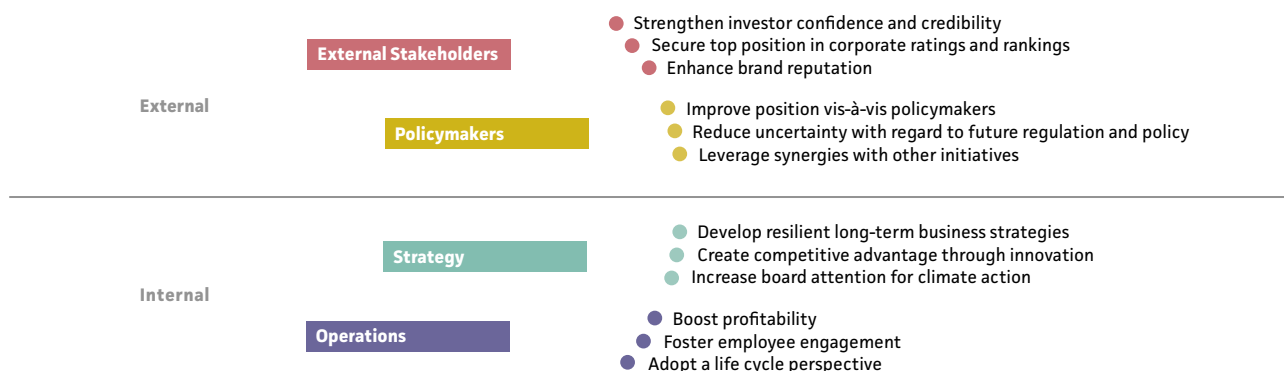 External
External Stakeholders
Strengthen investor confidence and credibility
Secure top position in corporate ratings and rankings
Enhance brand reputation
Policymakers
Improve position vis-à-vis policymakers
Reduce uncertainty with regard to future regulation and policy
Leverage synergies with other initiatives
Internal
Strategy
Develop resilient long-term business strategies
Create competitive advantage through innovation
Increase board attention for climate action
Operations
Boost profitability
Foster employee engagement
Adopt a life cycle perspective